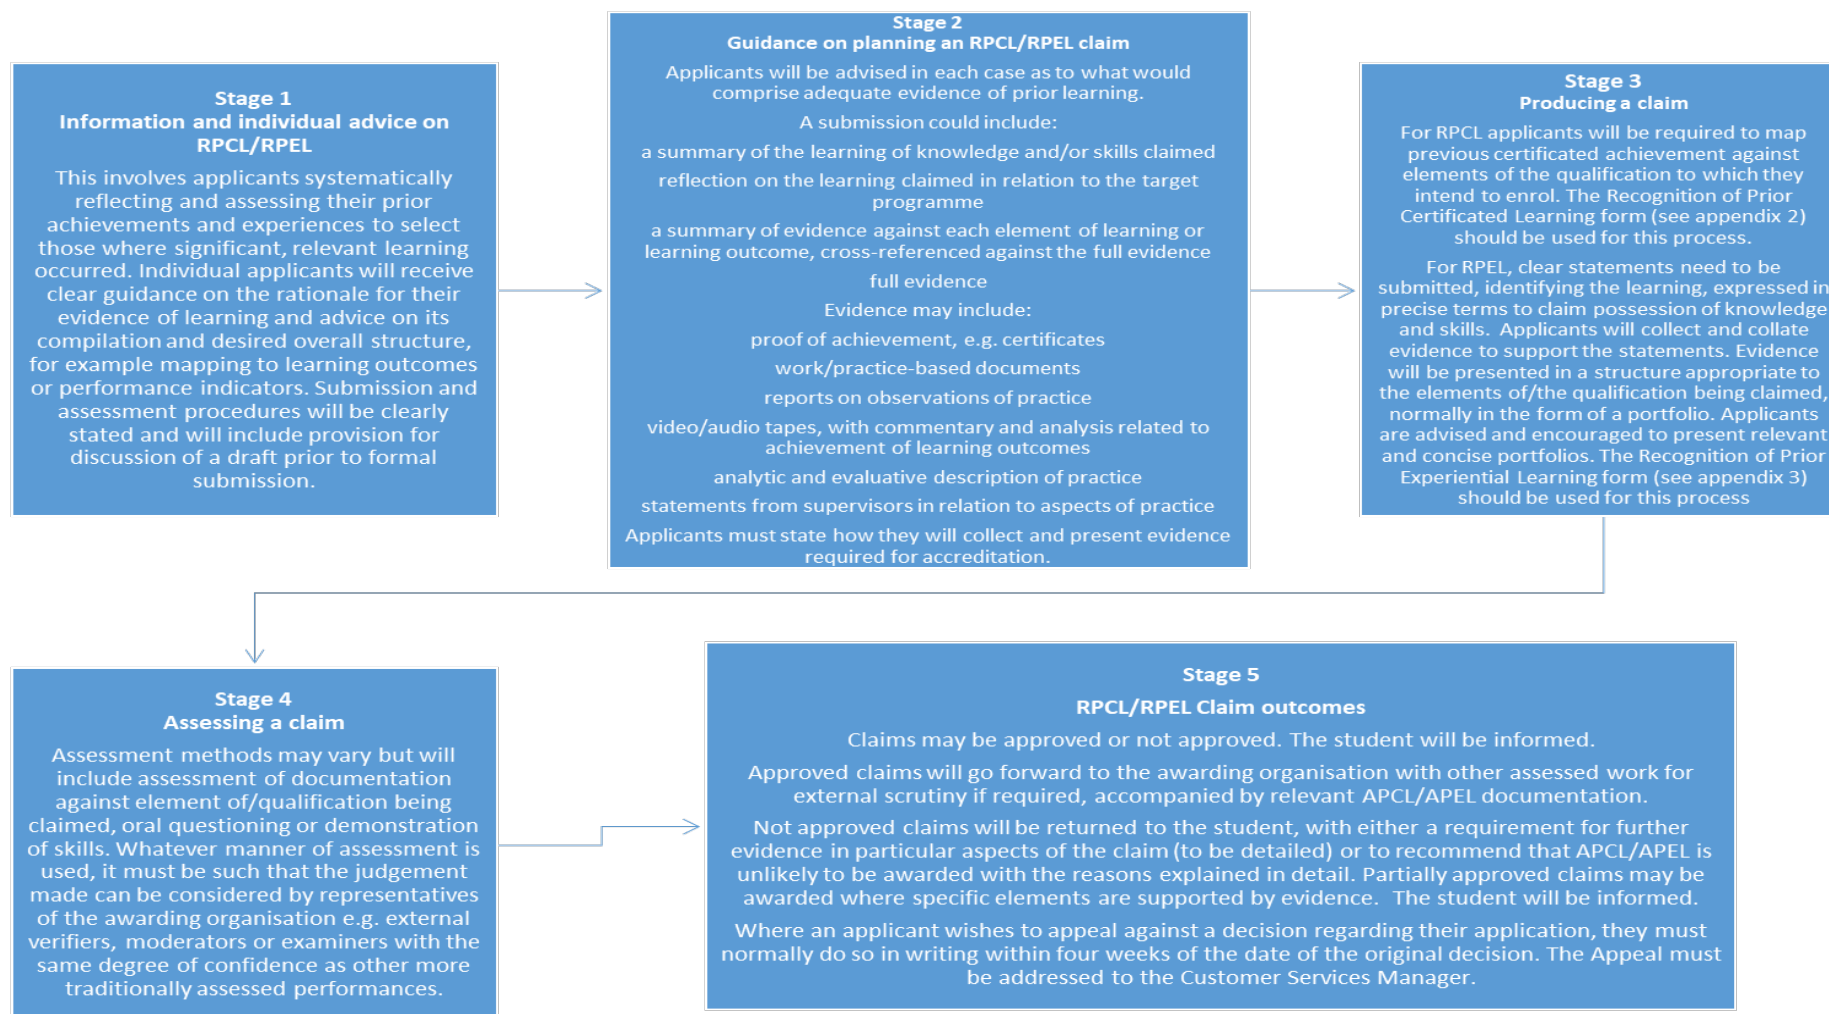 Stage 1
Information and individual advice on
RPCL/RPEL
This involves applicants systematically
reflecting and assessing their prior
achievements and experiences to select
those where significant, relevant learning
occurred. Individual applicants will receive
clear guidance on the rationale for their
evidence of learning and advice on its
compilation and desired overall structure,
for example mapping to learning outcomes
or performance indicators. Submission and
assessment procedures will be clearly
stated and will include provision for
discussion of a draft prior to formal
submission.
Stage 2
Guidance on planning an RPCL/RPEL claim
Applicants will be advised in each case as to what would
comprise adequate evidence of prior learning.
A submission could include:
a summary of the learning of knowledge and/or skills claimed
reflection on the learning claimed in relation to the target
programme
a summary of evidence against each element of learning or
learning outcome, cross-referenced against the full evidence
full evidence
Evidence may include:
proof of achievement, e.g. certificates
work/practice-based documents
reports on observations of practice
video/audio tapes, with commentary and analysis related to
achievement of learning outcomes
analytic and evaluative description of practice
statements from supervisors in relation to aspects of practice
Applicants must state how they will collect and present evidence
required for accreditation.
Stage 3
Producing a claim
For RPCL applicants will be required to map
previous certificated achievement against
elements of the qualification to which they
intend to enrol. The Recognition of Prior
Certificated Learning form (see appendix 2)
should be used for this process.
For RPEL, clear statements need to be
submitted, identifying the learning, expressed in
precise terms to claim possession of knowledge
and skills. Applicants will collect and collate
evidence to support the statements. Evidence
will be presented in a structure appropriate to
the elements of/the qualification being claimed,
normally in the form of a portfolio. Applicants
are advised and encouraged to present relevant
and concise portfolios. The Recognition of Prior
Experiential Learning form (see appendix 3)
should be used for this process
Stage 4
Assessing a claim
Assessment methods may vary but will
include assessment of documentation
against element of/qualification being
claimed, oral questioning or demonstration
of skills. Whatever manner of assessment is
used, it must be such that the judgement
made can be considered by representatives
of the awarding organisation e.g. external
verifiers, moderators or examiners with the
same degree of confidence as other more
traditionally assessed performances.
Stage 5
RPCL/RPEL Claim outcomes
Claims may be approved or not approved. The student will be informed.
Approved claims will go forward to the awarding organisation with other assessed work for
external scrutiny if required, accompanied by relevant APCL/APEL documentation.
Not approved claims will be returned to the student, with either a requirement for further
evidence in particular aspects of the claim (to be detailed) or to recommend that APCL/APEL is
unlikely to be awarded with the reasons explained in detail. Partially approved claims may be
awarded where specific elements are supported by evidence. The student will be informed.
Where an applicant wishes to appeal against a decision regarding their application, they must
normally do so in writing within four weeks of the date of the original decision. The Appeal must
be addressed to the Customer Services Manager.